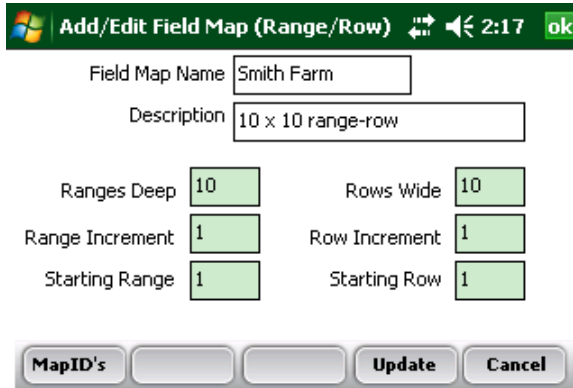 Add/Edit Field Map (Range/Row) 2:17 ok
Field Map Name Smith Farm
Description 10 x 10 range-row
Ranges Deep 10 Rows Wide 10
Range Increment 1 Row Increment 1
Starting Range 1 Starting Row 1
MapID's Update Cancel